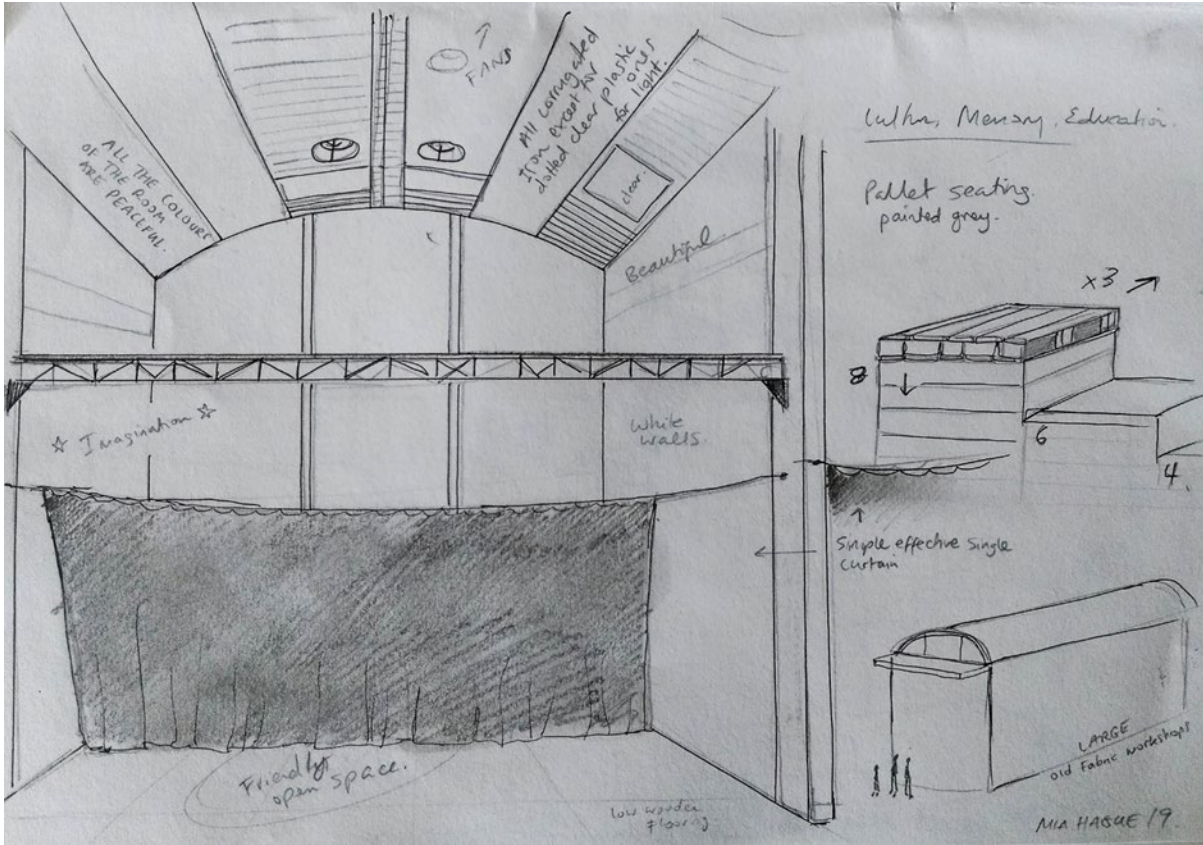 FANS
All corrugated
Iron except for
dotted clear plastic
ones
for light.
clear.
ALL THE COLOURS
OF THE ROOM
ARE PEACEFUL.
Beautiful
☆ Imagination ☆
White
walls.
Friendly
open space.
low wooden
flooring
Culture, Memory, Education.
Pallet seating.
painted grey.
x3
8
6
4.
Simple effective single
curtain
LARGE
old Fabric workshops
MIA HAGUE 19.